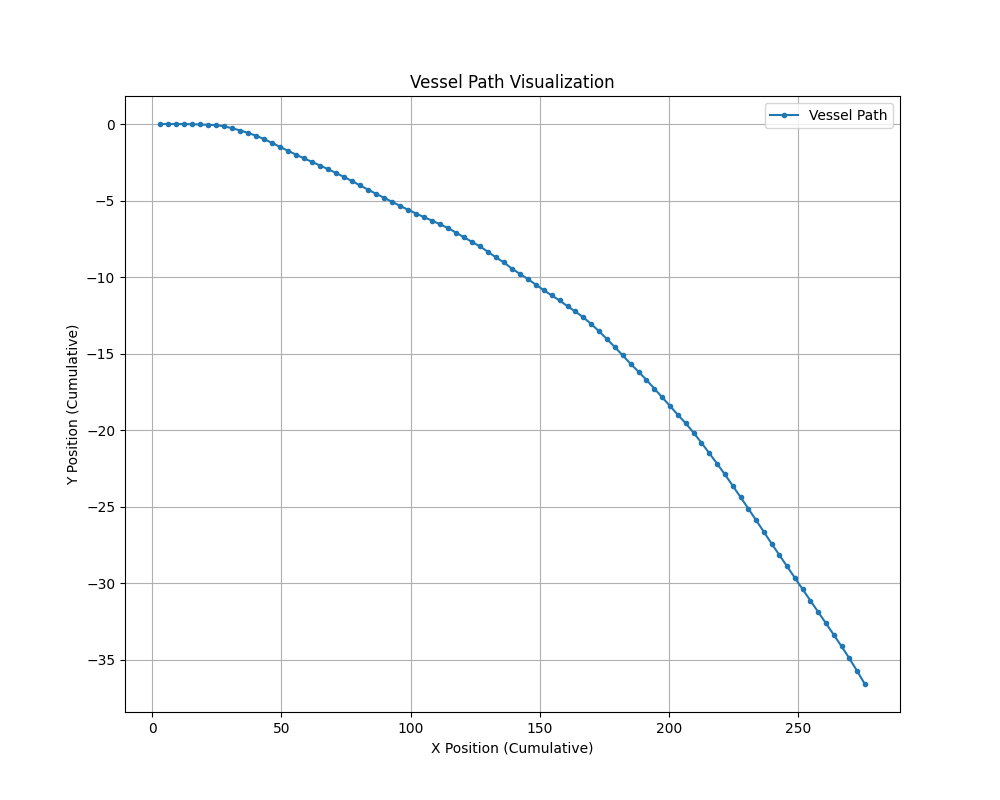 Vessel Path Visualization
Vessel Path
0
−5
−10
−15
−20
−25
−30
−35
Y Position (Cumulative)
0 50 100 150 200 250
X Position (Cumulative)